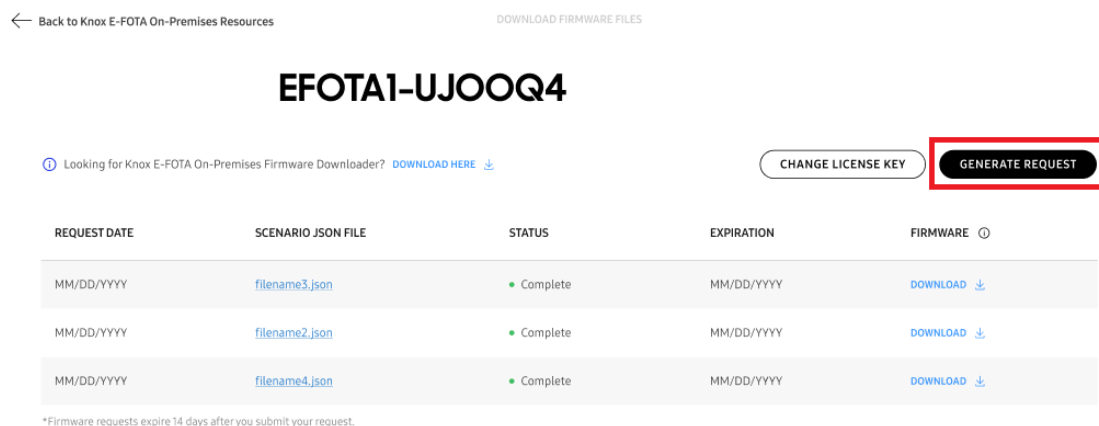 Back to Knox E-FOTA On-Premises Resources
DOWNLOAD FIRMWARE FILES
EFOTA1-UJOOQ4
Looking for Knox E-FOTA On-Premises Firmware Downloader? DOWNLOAD HERE
CHANGE LICENSE KEY
GENERATE REQUEST
REQUEST DATE SCENARIO JSON FILE STATUS EXPIRATION FIRMWARE
MM/DD/YYYY filename3.json Complete MM/DD/YYYY DOWNLOAD
MM/DD/YYYY filename2.json Complete MM/DD/YYYY DOWNLOAD
MM/DD/YYYY filename4.json Complete MM/DD/YYYY DOWNLOAD
*Firmware requests expire 14 days after you submit your request.